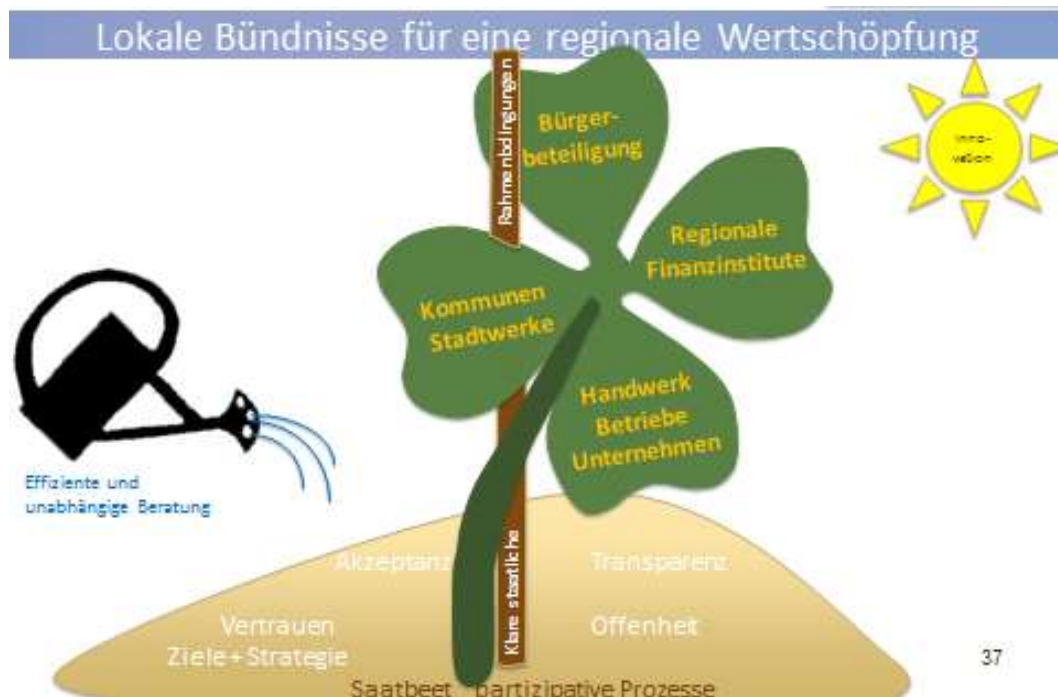 Lokale Bündnisse für eine regionale Wertschöpfung
Rahmenbdingungen
Bürger-
beteiligung
Inno-
vation
Regionale
Finanzinstitute
Kommunen
Stadtwerke
Handwerk
Betriebe
Unternehmen
Effiziente und
unabhängige Beratung
Klare staatliche
Akzeptanz
Transparenz
Vertrauen
Offenheit
Ziele+Strategie
37
Saatbeet partizipative Prozesse